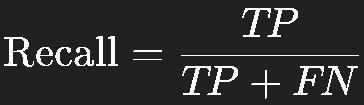 Recall = TP / (TP + FN)